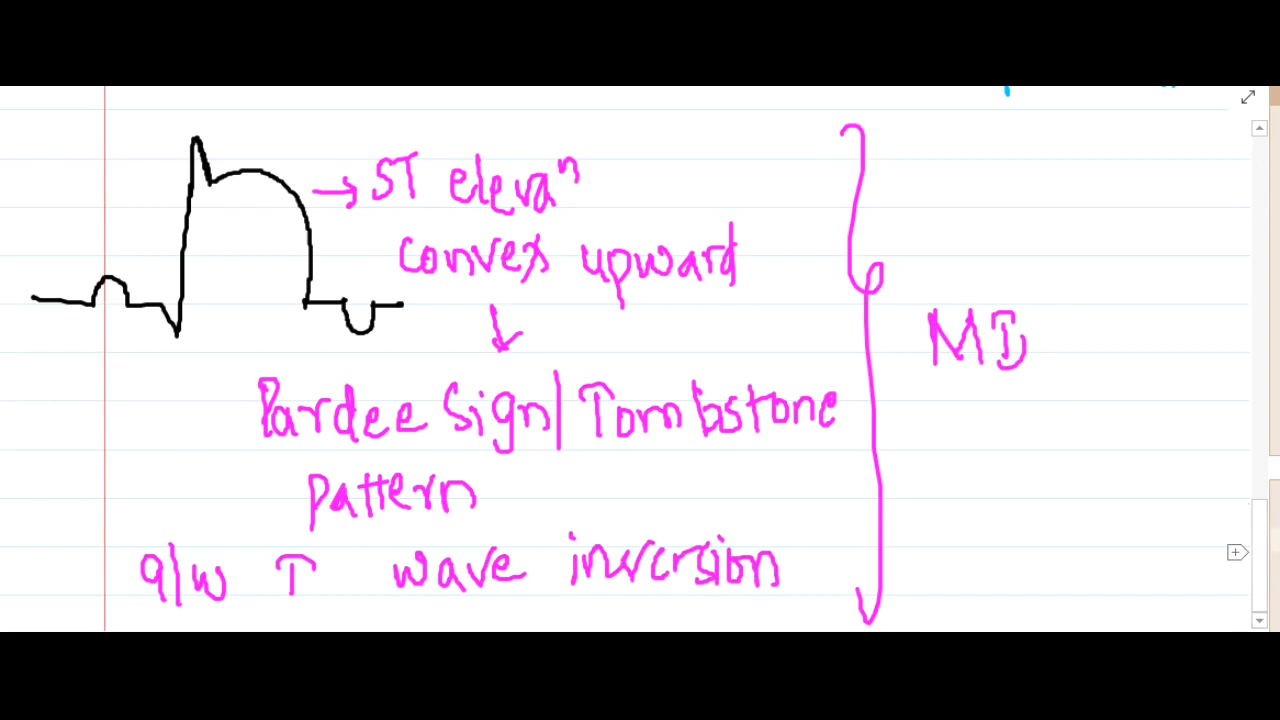 → ST elevaⁿ
convex upward
↓
Pardee Sign/Tombstone
pattern
a/w T wave inversion
MI